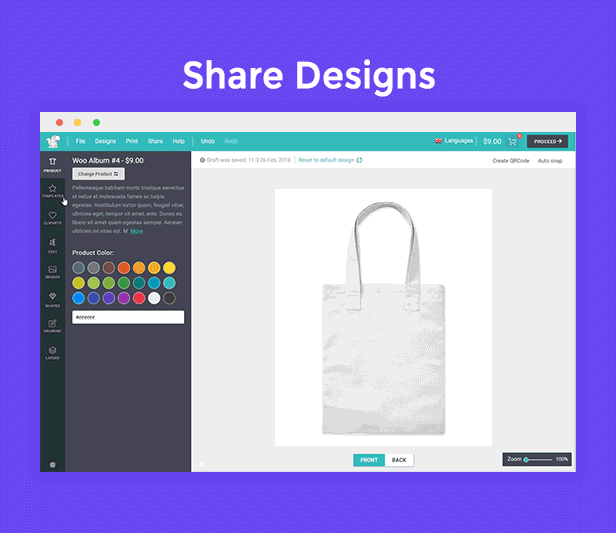 Share Designs
File Designs Print Share Help Undo Redo Languages $9.00 PROCEED
PRODUCT
TEMPLATES
CLIPARTS
TEXT
IMAGES
SHAPES
DRAWING
LAYERS
Woo Album #4 - $9.00
Change Product
Pellentesque habitant morbi tristique senectus
et netus et malesuada fames ac turpis
egestas. Vestibulum tortor quam, feugiat vitae,
ultricies eget, tempor sit amet, ante. Donec eu
libero sit amet quam egestas semper. Aenean
ultricies mi vitae est. M More
Product Color:
#eeeeee
Draft was saved: 11:3:26 Feb, 2018 Reset to default design
Create QRCode Auto snap
FRONT BACK
Zoom 100%